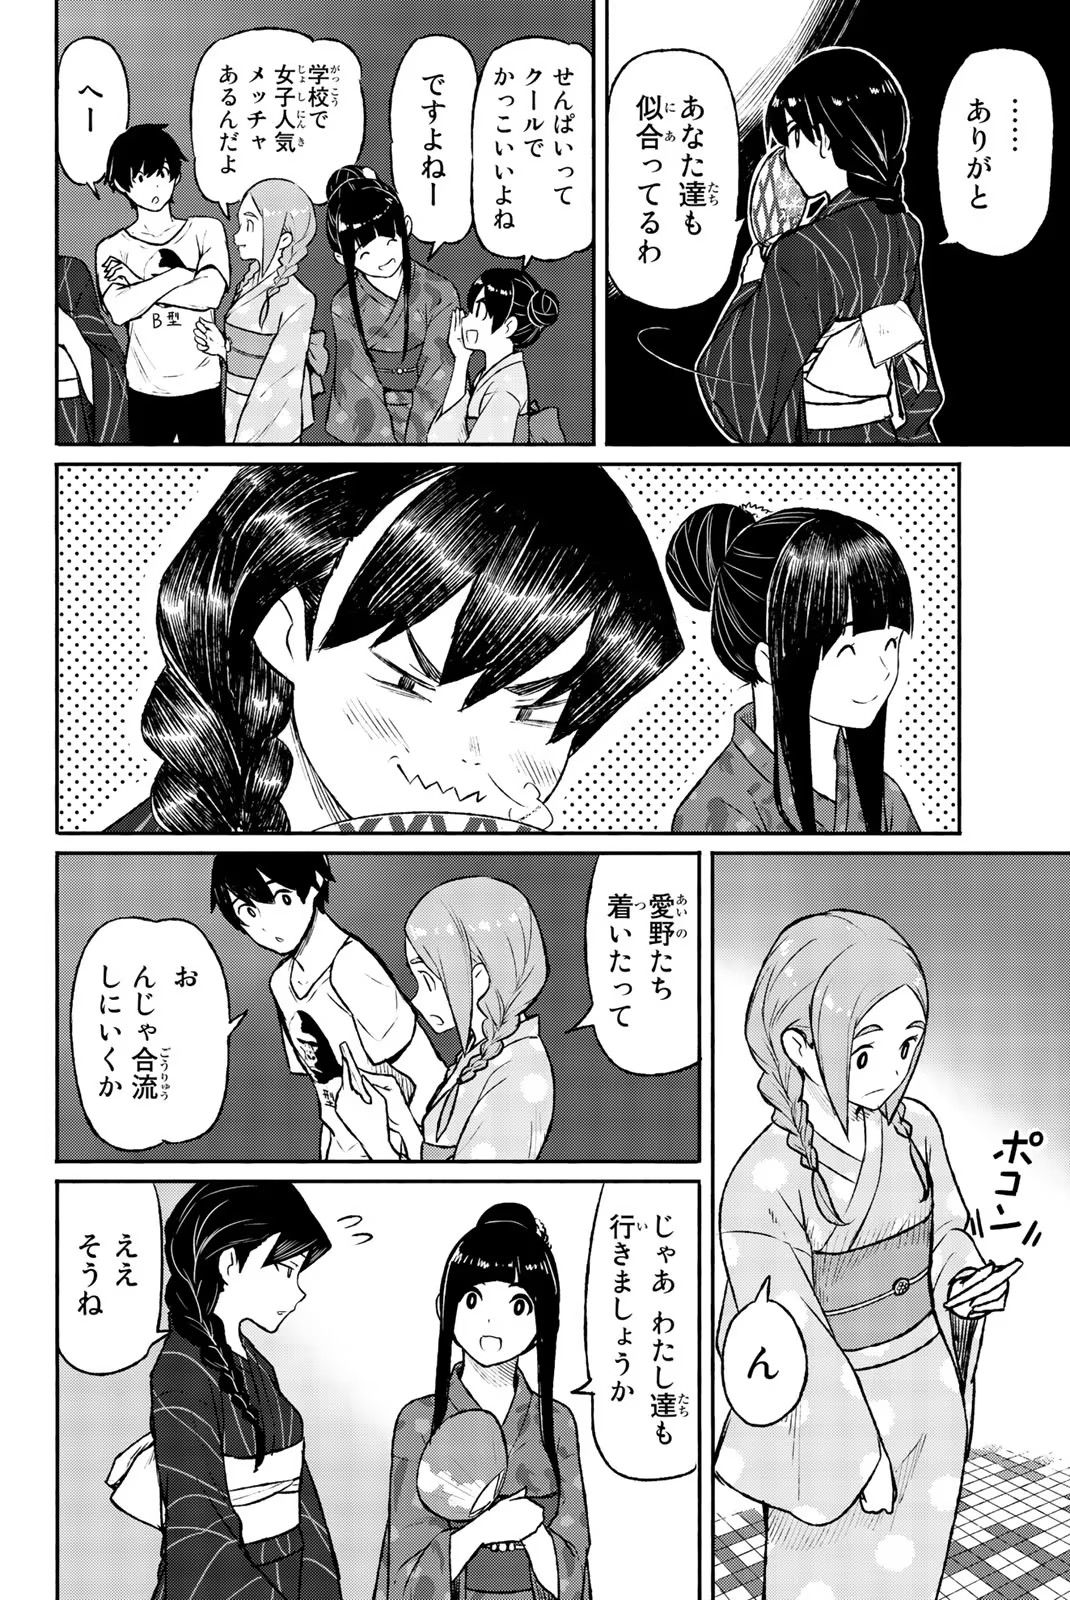 ……
ありがと
あなた達も
似合ってるわ
せんぱいって
クールで
かっこいいよね
ですよねー
学校で
女子人気
メッチャ
あるんだよ
へー
B型
ポコンッ
ん
愛野たち
着いたって
お
んじゃ合流
しにいくか
型
じゃあ わたし達も
行きましょうか
ええ
そうね